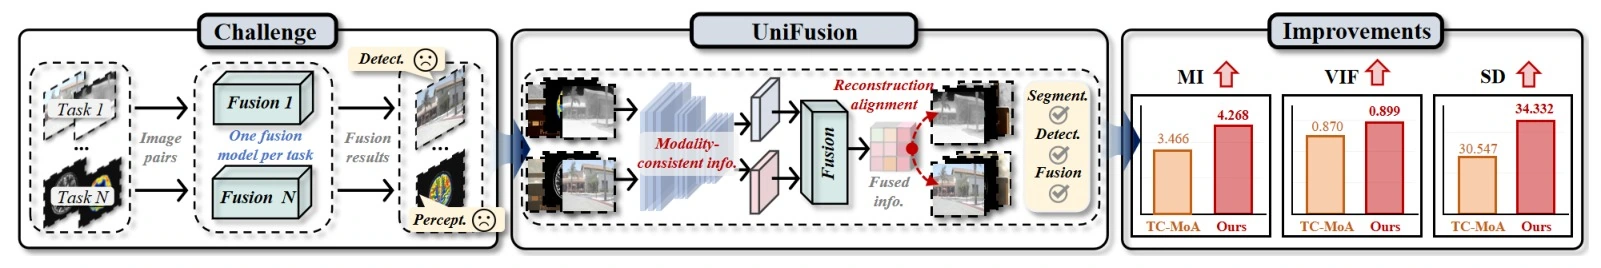 Challenge
Detect.
Task 1
...
Task N
Image
pairs
Fusion 1
One fusion
model per task
Fusion N
Fusion
results
...
Percept.
UniFusion
Modality-
consistent info.
Fusion
Reconstruction
alignment
Fused
info.
Segment.
Detect.
Fusion
Improvements
MI
3.466
4.268
TC-MoA Ours
VIF
0.870
0.899
TC-MoA Ours
SD
30.547
34.332
TC-MoA Ours